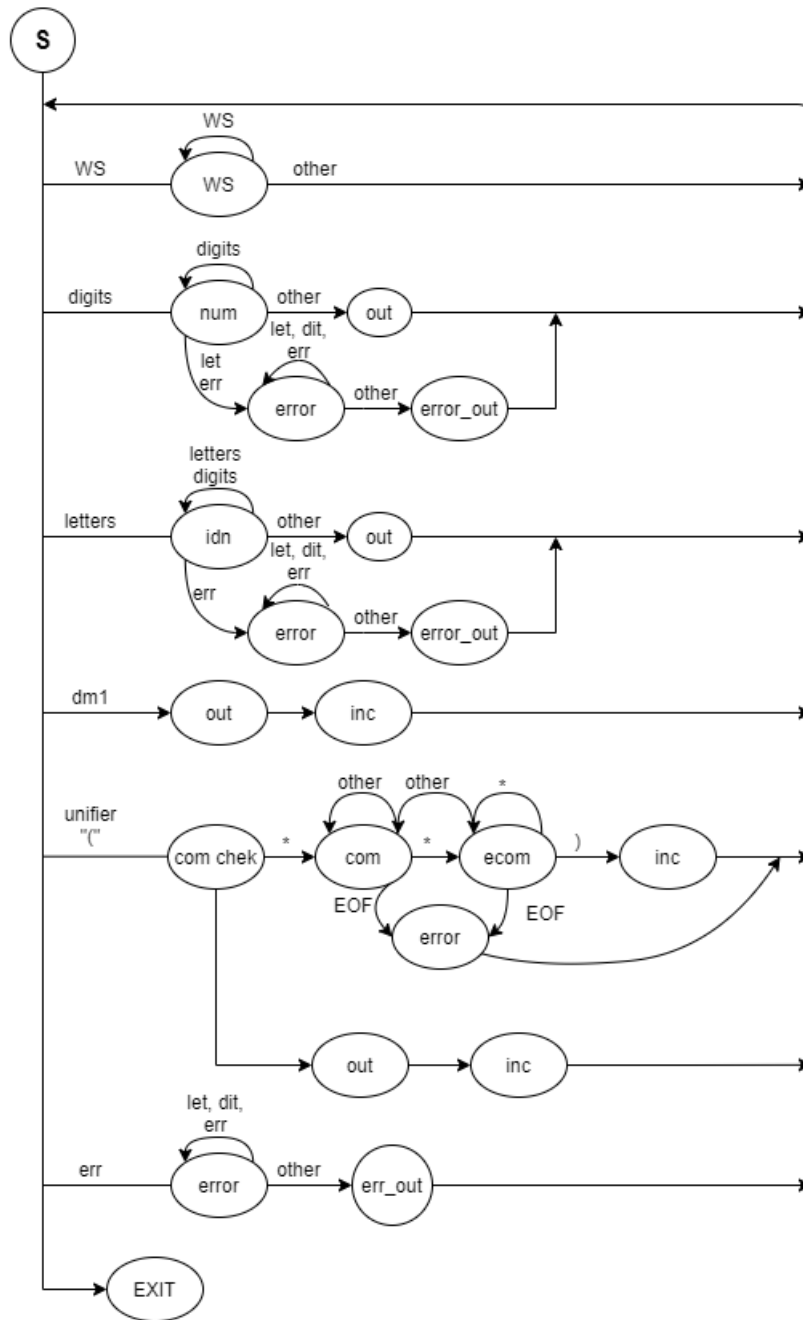 S
WS
WS
WS
other
digits
digits
num
other
out
let, dit,
err
let
err
error
other
error_out
letters
digits
letters
idn
other
out
let, dit,
err
err
error
other
error_out
dm1
out
inc
other
other
*
unifier
"("
com chek
*
com
*
ecom
)
inc
EOF
EOF
error
out
inc
let, dit,
err
err
error
other
err_out
EXIT